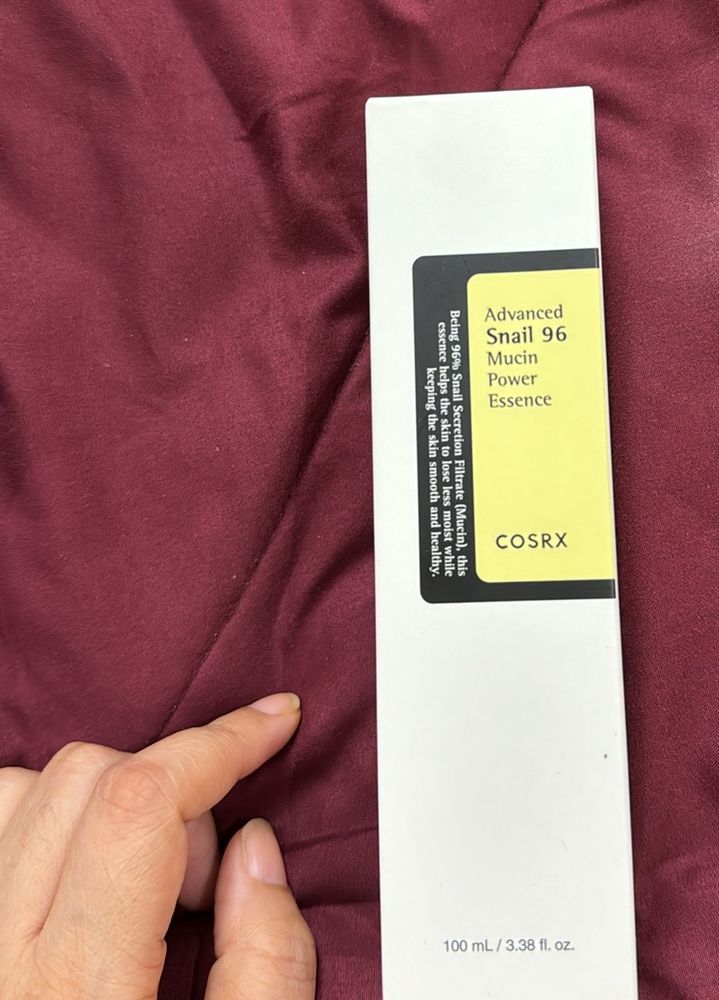 Advanced
Snail 96
Mucin
Power
Essence
COSRX
Being 96% Snail Secretion Filtrate (Mucin), this
essence helps the skin to lose less moist while
keeping the skin smooth and healthy.
100 mL / 3.38 fl. oz.